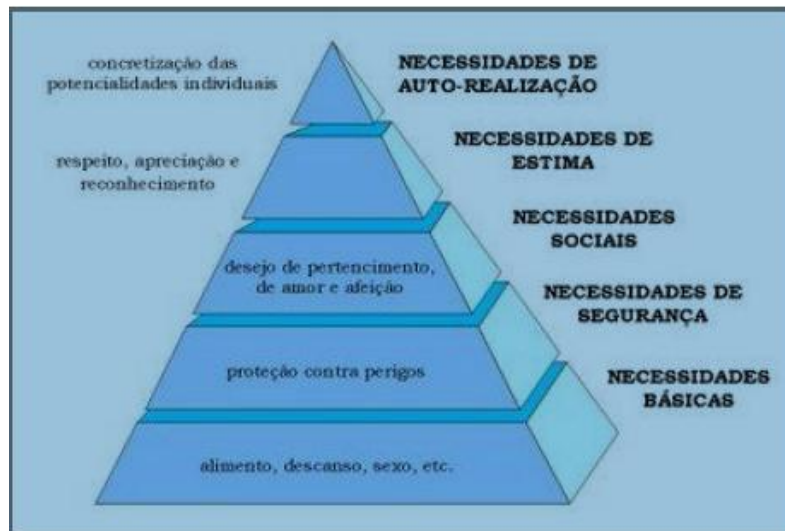 concretização das
potencialidades individuais
NECESSIDADES DE
AUTO-REALIZAÇÃO
respeito, apreciação e
reconhecimento
NECESSIDADES DE
ESTIMA
desejo de pertencimento,
de amor e afeição
NECESSIDADES
SOCIAIS
proteção contra perigos
NECESSIDADES DE
SEGURANÇA
alimento, descanso, sexo, etc.
NECESSIDADES
BÁSICAS